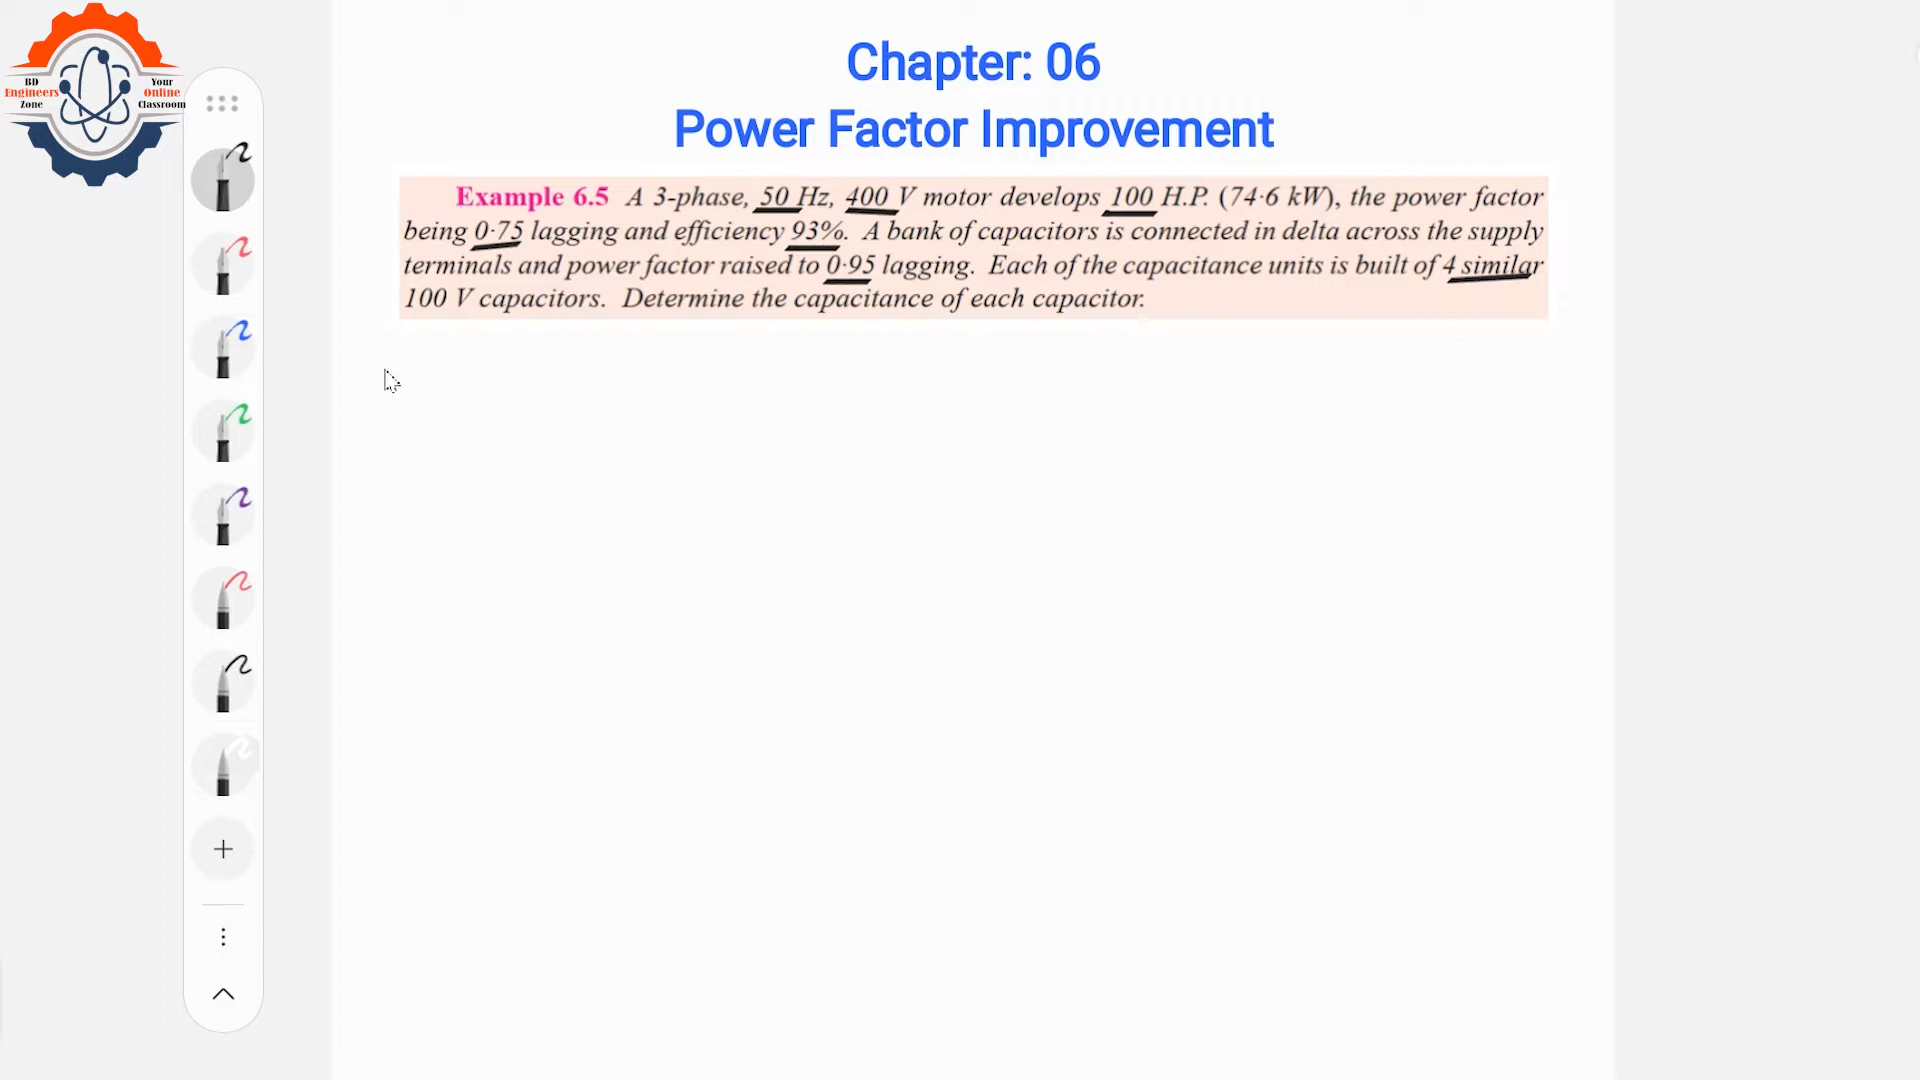 BD
Engineers
Zone
Your
Online
Classroom
Chapter: 06
Power Factor Improvement
Example 6.5 A 3-phase, 50 Hz, 400 V motor develops 100 H.P. (74·6 kW), the power factor
being 0·75 lagging and efficiency 93%. A bank of capacitors is connected in delta across the supply
terminals and power factor raised to 0·95 lagging. Each of the capacitance units is built of 4 similar
100 V capacitors. Determine the capacitance of each capacitor.